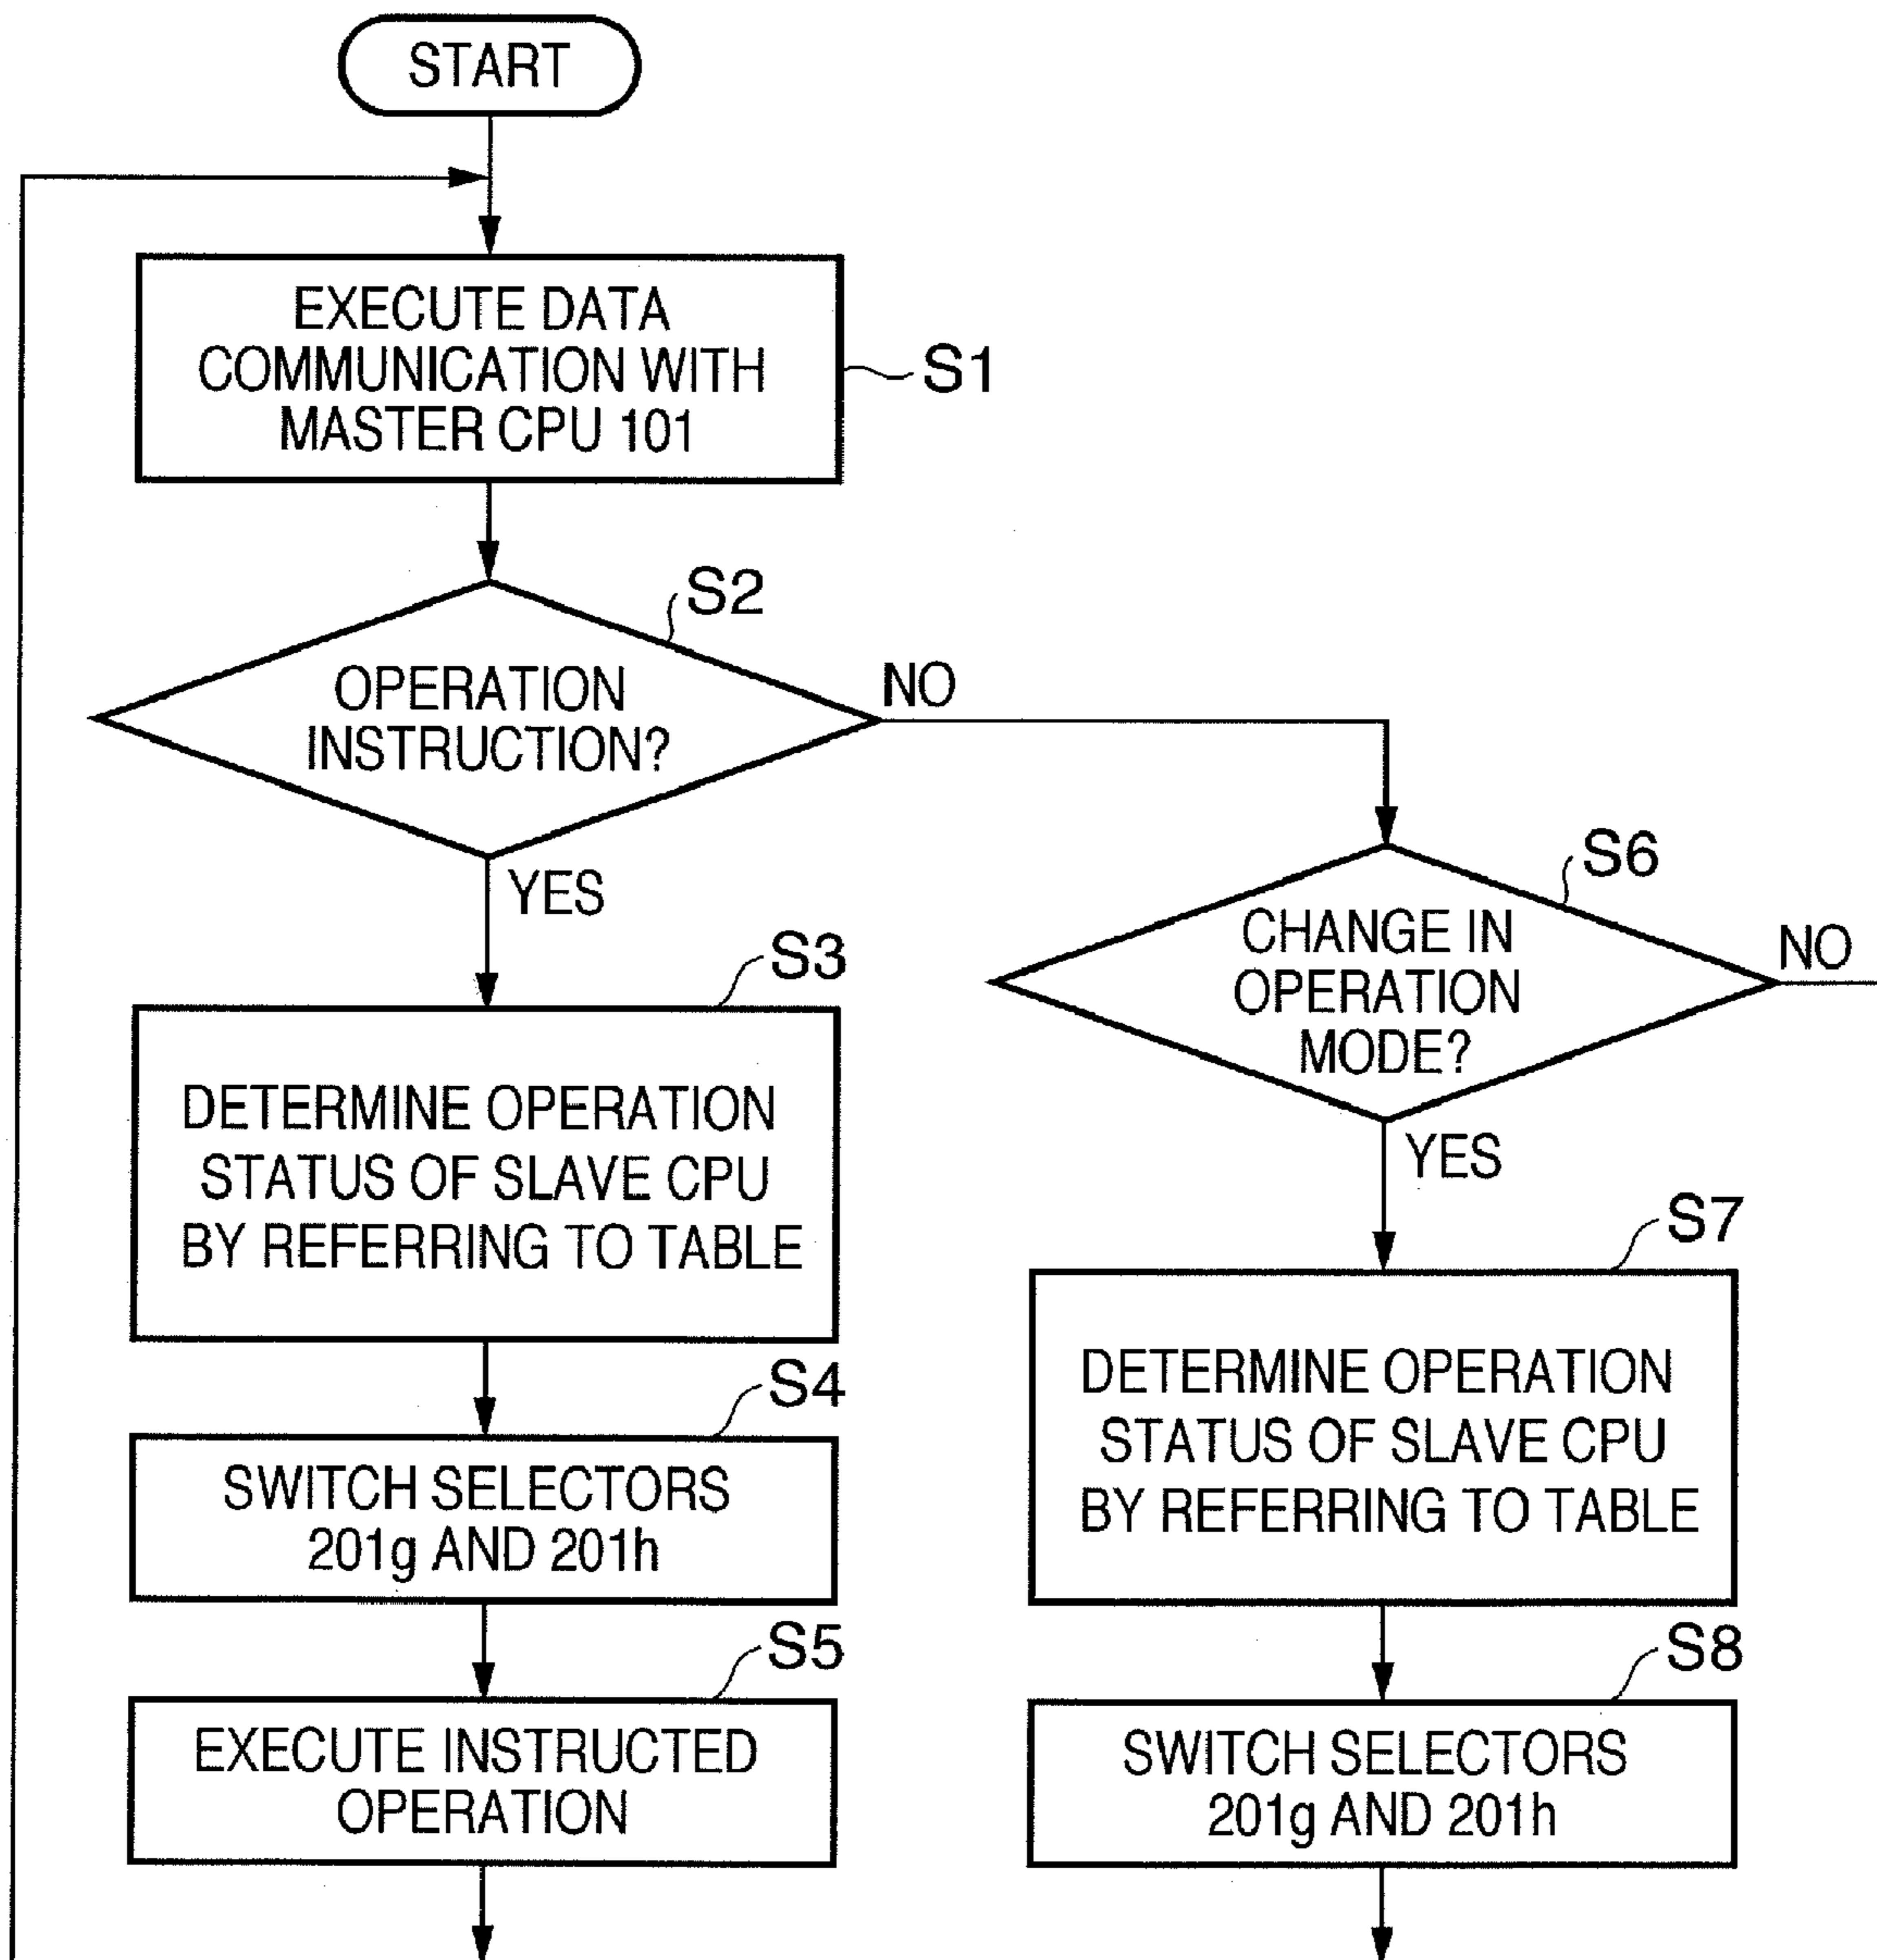 START
EXECUTE DATA
COMMUNICATION WITH
MASTER CPU 101
S1
S2
OPERATION
INSTRUCTION?
NO
YES
S3
DETERMINE OPERATION
STATUS OF SLAVE CPU
BY REFERRING TO TABLE
S4
SWITCH SELECTORS
201g AND 201h
S5
EXECUTE INSTRUCTED
OPERATION
S6
CHANGE IN
OPERATION
MODE?
NO
YES
S7
DETERMINE OPERATION
STATUS OF SLAVE CPU
BY REFERRING TO TABLE
S8
SWITCH SELECTORS
201g AND 201h